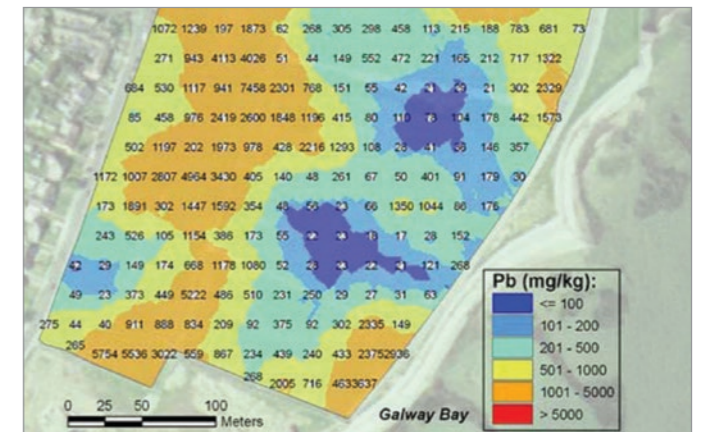 1072 1239 197 1873 62 268 305 298 458 113 215 188 783 681 73
271 943 4113 4026 51 44 149 552 472 221 165 212 717 1322
684 530 1117 941 7458 2301 768 151 55 42 21 302 2329
85 458 976 2419 2600 1848 1196 415 80 110 78 104 178 442 1573
502 1197 202 1973 978 428 2216 1293 108 28 41 146 357
1172 1007 2807 4964 3430 405 140 48 261 67 50 401 91 179 30
173 1891 302 1447 1592 354 48 56 23 66 1350 1044 86 176
243 526 105 1154 386 173 55 17 28 152
42 29 149 174 668 1178 1080 52 22 121 268
49 23 373 449 5222 486 510 231 250 29 27 31 63
275 44 40 911 888 834 209 92 375 92 302 2335 149
265 5754 5536 3022 559 867 234 439 240 433 23752936
268 2005 716 4633637
Pb (mg/kg):
<= 100
101 - 200
201 - 500
501 - 1000
1001 - 5000
> 5000
0 25 50 100
Meters
Galway Bay